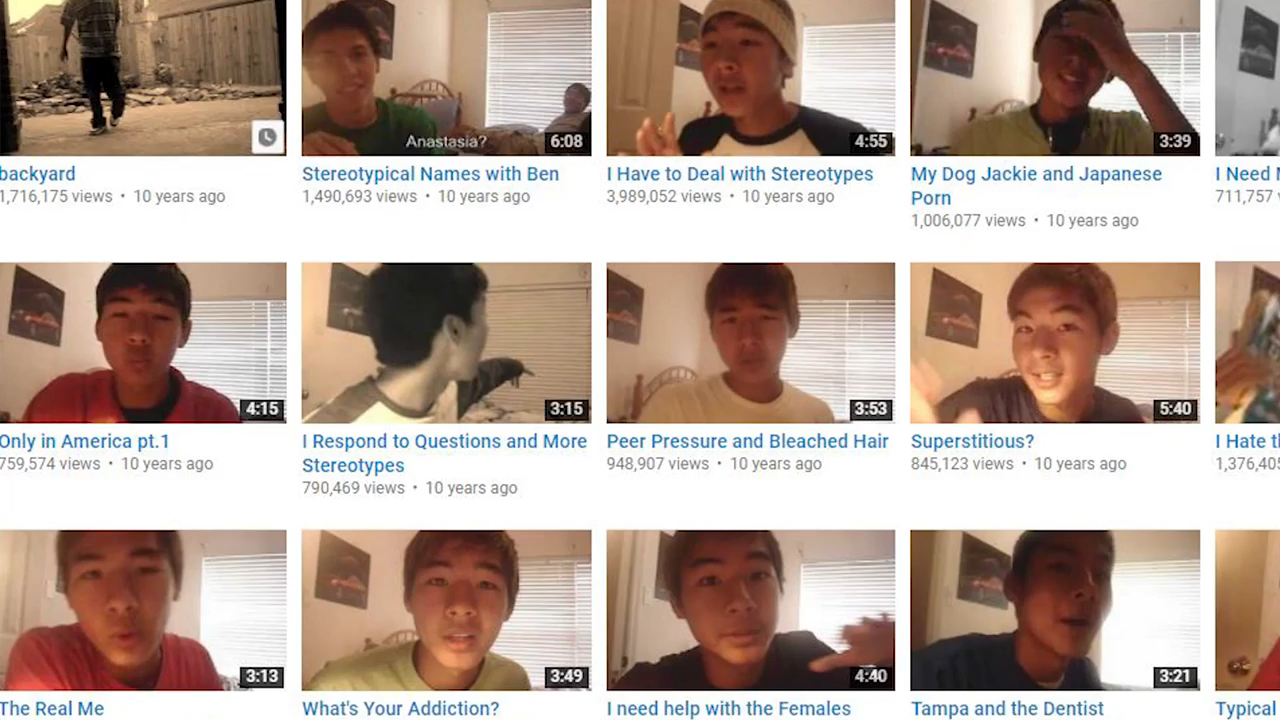 Anastasia?
6:08
4:55
3:39
backyard
Stereotypical Names with Ben
I Have to Deal with Stereotypes
My Dog Jackie and Japanese
Porn
I Need
1,716,175 views • 10 years ago
1,490,693 views • 10 years ago
3,989,052 views • 10 years ago
1,006,077 views • 10 years ago
711,757
4:15
3:15
3:53
5:40
Only in America pt.1
I Respond to Questions and More
Stereotypes
Peer Pressure and Bleached Hair
Superstitious?
I Hate
759,574 views • 10 years ago
790,469 views • 10 years ago
948,907 views • 10 years ago
845,123 views • 10 years ago
1,376,405
3:13
3:49
4:40
3:21
The Real Me
What's Your Addiction?
I need help with the Females
Tampa and the Dentist
Typical